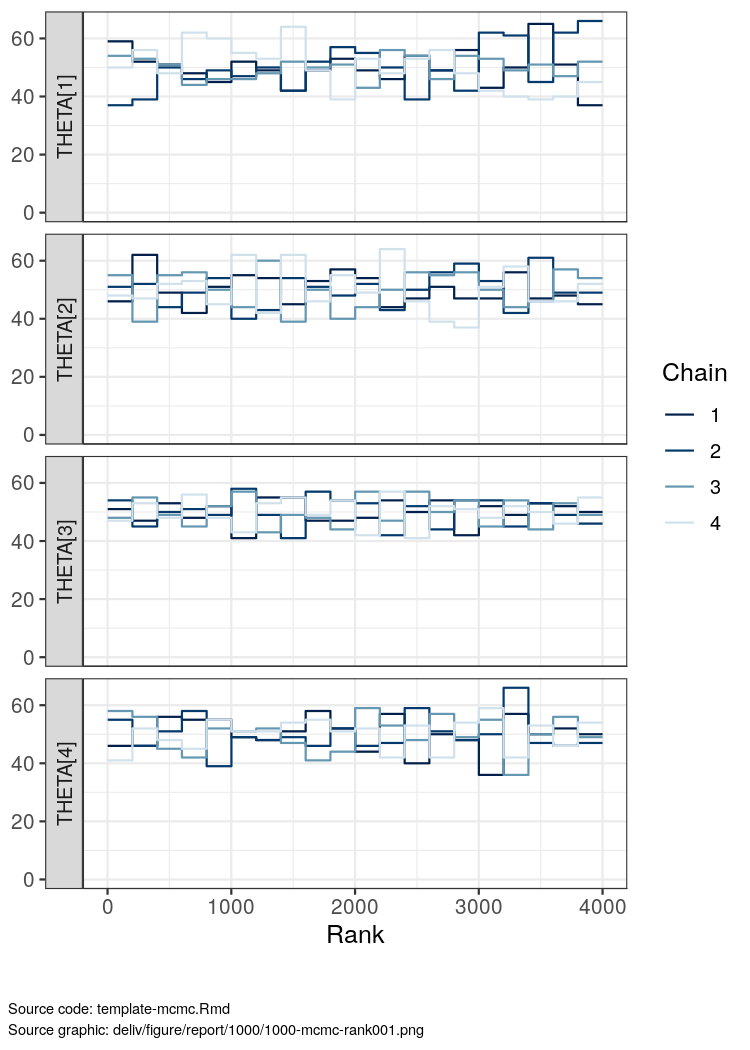 THETA[1]
60
40
20
0
THETA[2]
60
40
20
0
THETA[3]
60
40
20
0
THETA[4]
60
40
20
0
0 1000 2000 3000 4000
Rank
Chain
1
2
3
4
Source code: template-mcmc.Rmd
Source graphic: deliv/figure/report/1000/1000-mcmc-rank001.png